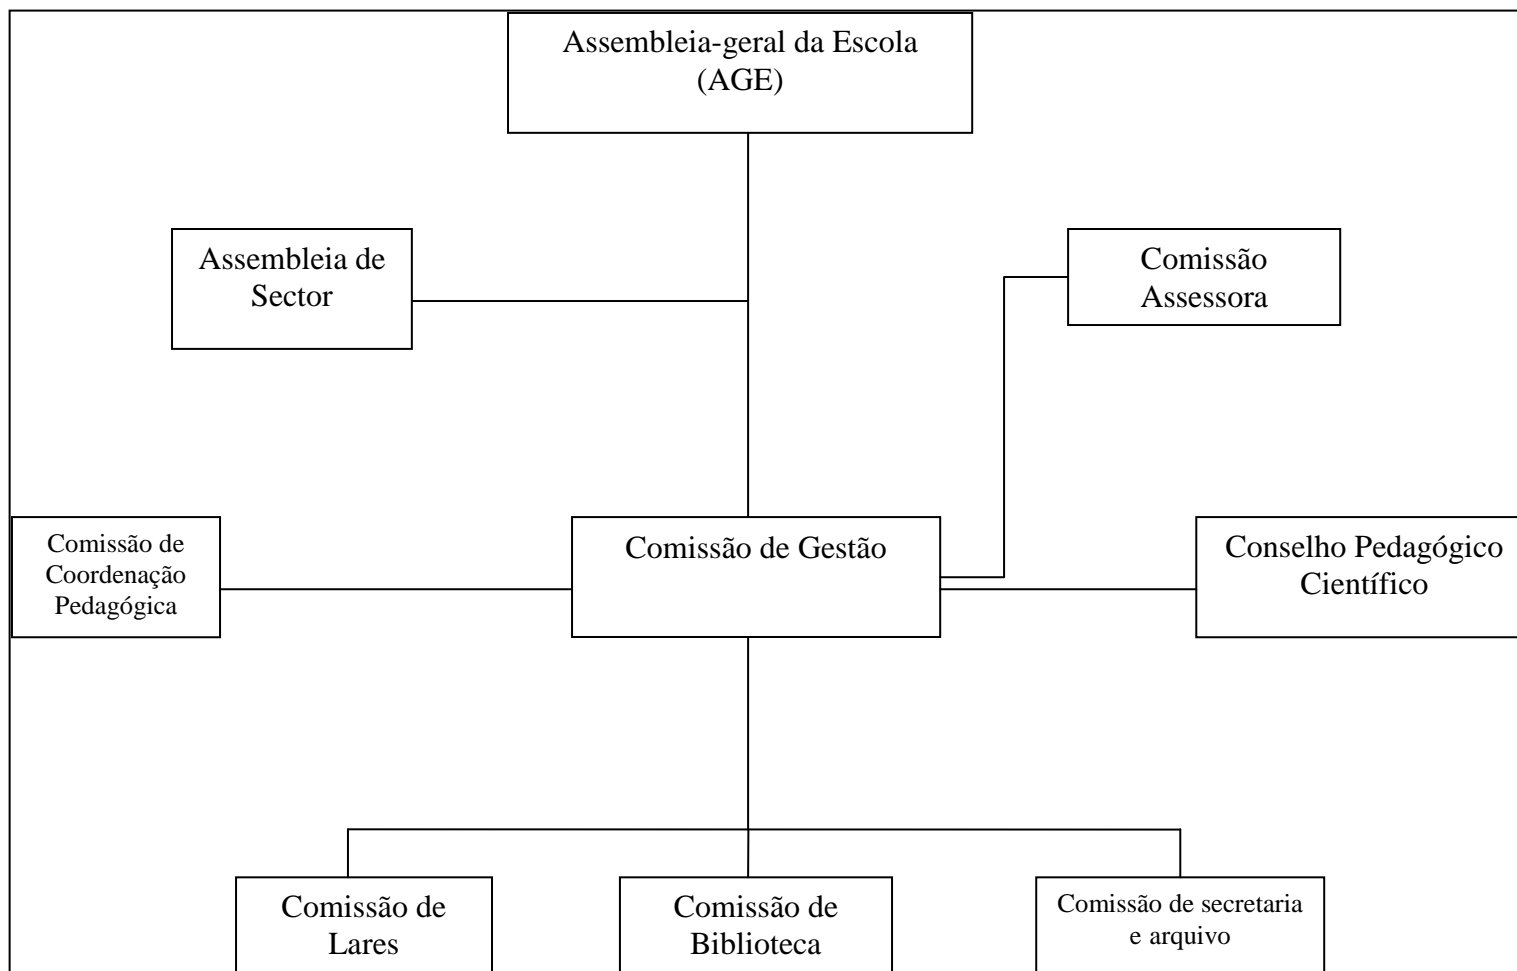 Assembleia-geral da Escola
(AGE)
Assembleia de
Sector
Comissão
Assessora
Comissão de
Coordenação
Pedagógica
Comissão de Gestão
Conselho Pedagógico
Científico
Comissão de
Lares
Comissão de
Biblioteca
Comissão de secretaria
e arquivo